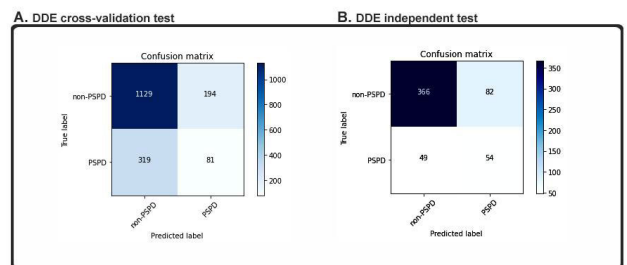 A. DDE cross-validation test
Confusion matrix
True label
non-PSPD
PSPD
1129
194
319
81
non-PSPD
PSPD
Predicted label
1000
800
600
400
200
B. DDE independent test
Confusion matrix
True label
non-PSPD
PSPD
366
82
49
54
non-PSPD
PSPD
Predicted label
350
300
250
200
150
100
50